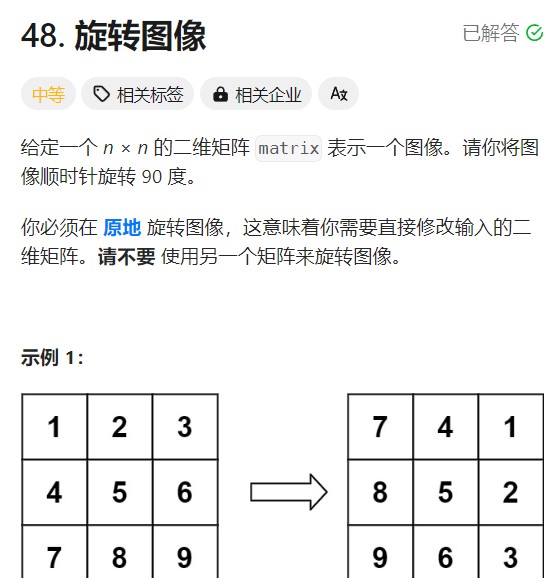 48. 旋转图像
已解答
中等
相关标签
相关企业
给定一个 n × n 的二维矩阵 matrix 表示一个图像。请你将图
像顺时针旋转 90 度。
你必须在 原地 旋转图像，这意味着你需要直接修改输入的二
维矩阵。请不要 使用另一个矩阵来旋转图像。
示例 1：
1 2 3 7 4 1
4 5 6 8 5 2
7 8 9 9 6 3